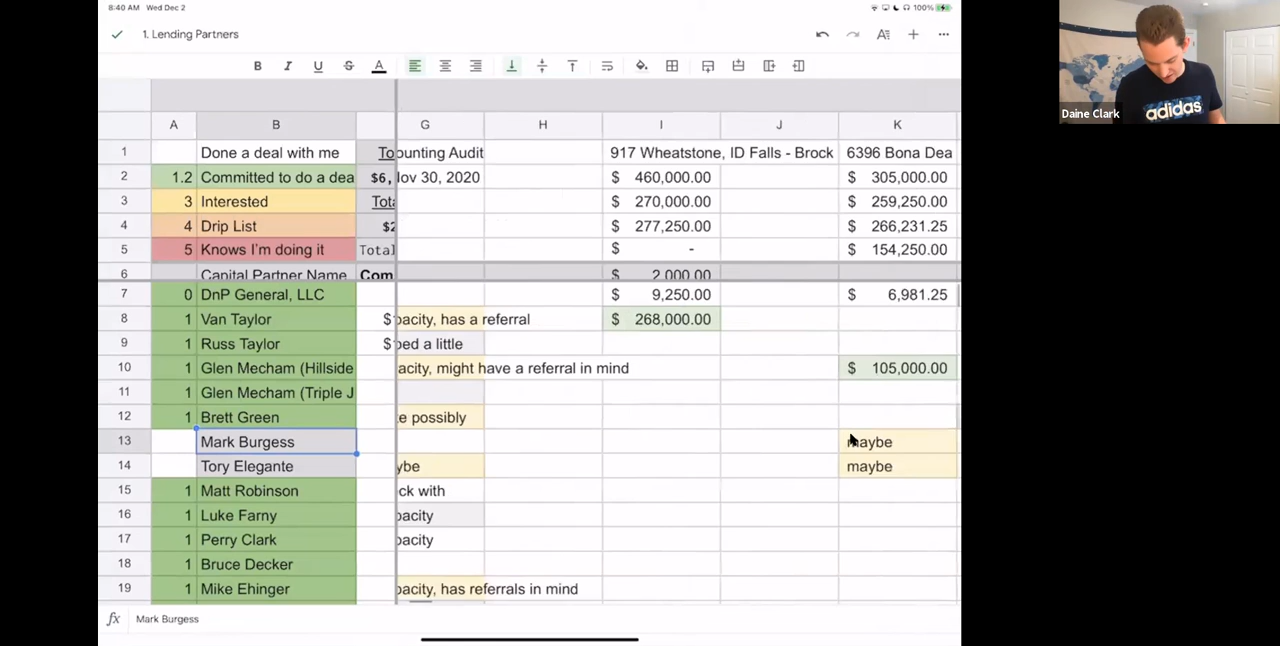 8:40 AM Wed Dec 2
100%
1. Lending Partners
B I U S A
A B G H I J K
1 Done a deal with me To ounting Audit 917 Wheatstone, ID Falls - Brock 6396 Bona Dea
2 1.2 Committed to do a dea $6, lov 30, 2020 $ 460,000.00 $ 305,000.00
3 3 Interested Tota $ 270,000.00 $ 259,250.00
4 4 Drip List $2 $ 277,250.00 $ 266,231.25
5 5 Knows I'm doing it Total $ - $ 154,250.00
6 Capital Partner Name Com $ 2,000.00
7 0 DnP General, LLC $ 9,250.00 $ 6,981.25
8 1 Van Taylor $ pacity, has a referral $ 268,000.00
9 1 Russ Taylor $ ped a little
10 1 Glen Mecham (Hillside acity, might have a referral in mind $ 105,000.00
11 1 Glen Mecham (Triple J
12 1 Brett Green e possibly
13 Mark Burgess maybe
14 Tory Elegante ybe maybe
15 1 Matt Robinson ck with
16 1 Luke Farny pacity
17 1 Perry Clark pacity
18 1 Bruce Decker
19 1 Mike Ehinger pacity, has referrals in mind
fx Mark Burgess
adidas
Daine Clark